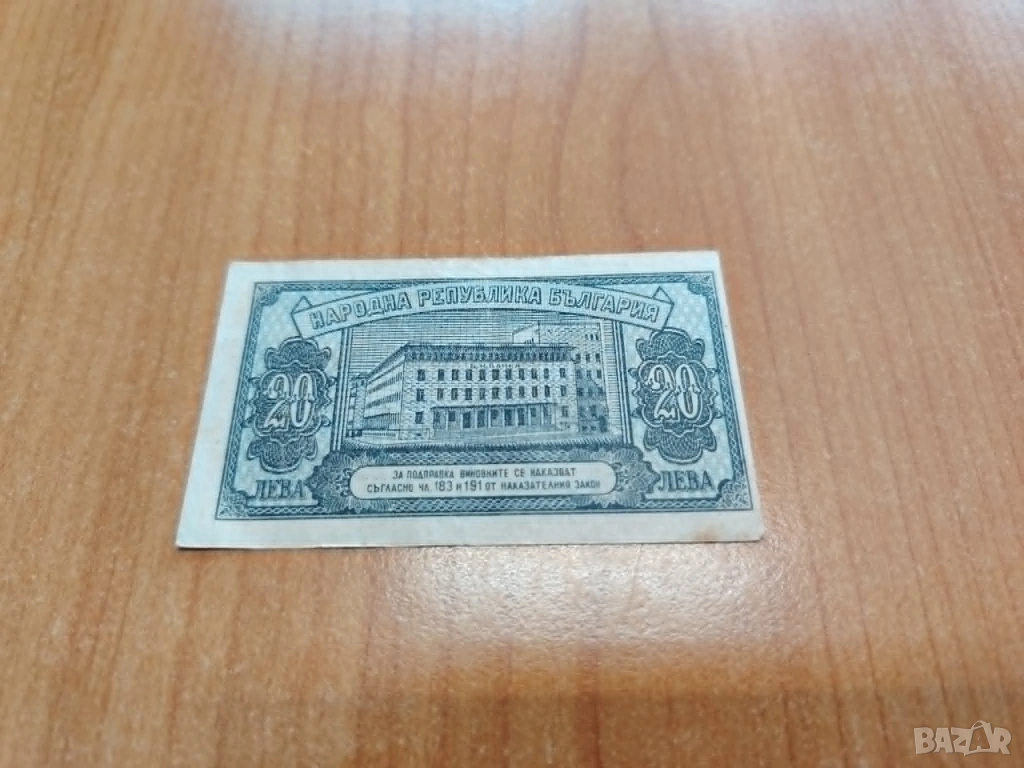 НАРОДНА РЕПУБЛИКА БЪЛГАРИЯ
20
20
ЛЕВА
ЛЕВА
ЗА ПОДПРАВКА ВИНОВНИТЕ СЕ НАКАЗВАТ
СЪГЛАСНО ЧЛ. 183 И 191 ОТ НАКАЗАТЕЛНИЯ ЗАКОН
BAZAR